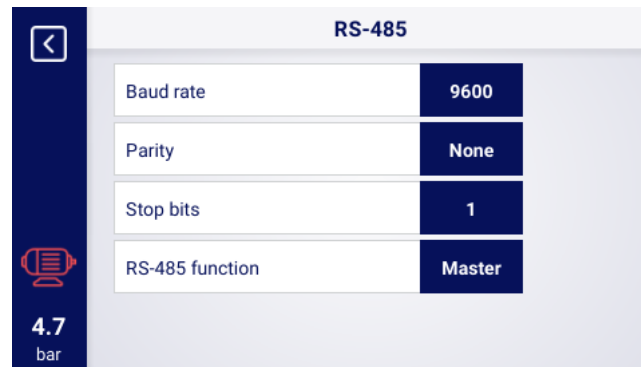 RS-485
Baud rate 9600
Parity None
Stop bits 1
RS-485 function Master
4.7
bar